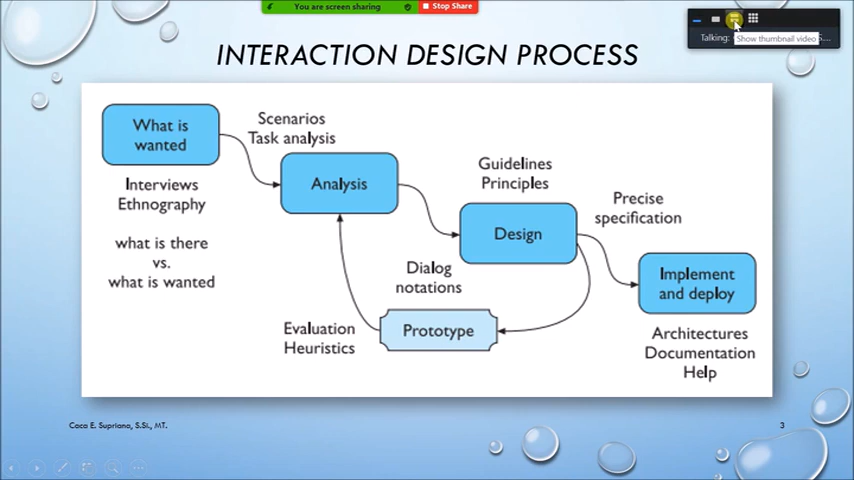 You are screen sharing
Stop Share
Talking:
Show thumbnail video
INTERACTION DESIGN PROCESS
What is
wanted
Scenarios
Task analysis
Interviews
Ethnography
Analysis
what is there
vs.
what is wanted
Guidelines
Principles
Design
Precise
specification
Dialog
notations
Implement
and deploy
Evaluation
Heuristics
Prototype
Architectures
Documentation
Help
Caca E. Supriana, S.Si., MT.
3